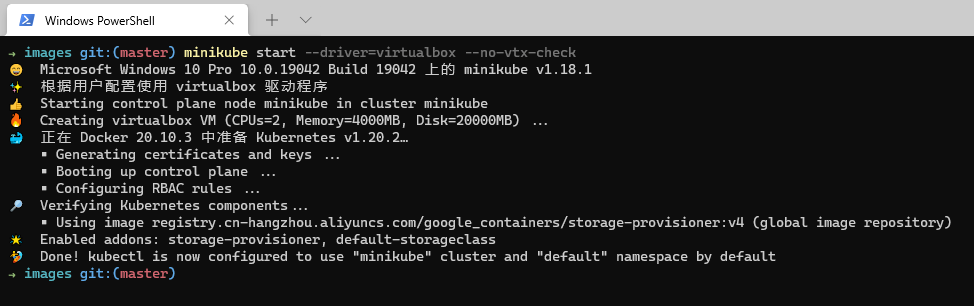 Windows PowerShell
→ images git:(master) minikube start --driver=virtualbox --no-vtx-check
😄 Microsoft Windows 10 Pro 10.0.19042 Build 19042 上的 minikube v1.18.1
✨ 根据用户配置使用 virtualbox 驱动程序
👍 Starting control plane node minikube in cluster minikube
🔥 Creating virtualbox VM (CPUs=2, Memory=4000MB, Disk=20000MB) ...
🐳 正在 Docker 20.10.3 中准备 Kubernetes v1.20.2…
▪ Generating certificates and keys ...
▪ Booting up control plane ...
▪ Configuring RBAC rules ...
🔎 Verifying Kubernetes components...
▪ Using image registry.cn-hangzhou.aliyuncs.com/google_containers/storage-provisioner:v4 (global image repository)
🌟 Enabled addons: storage-provisioner, default-storageclass
🏄 Done! kubectl is now configured to use "minikube" cluster and "default" namespace by default
→ images git:(master)